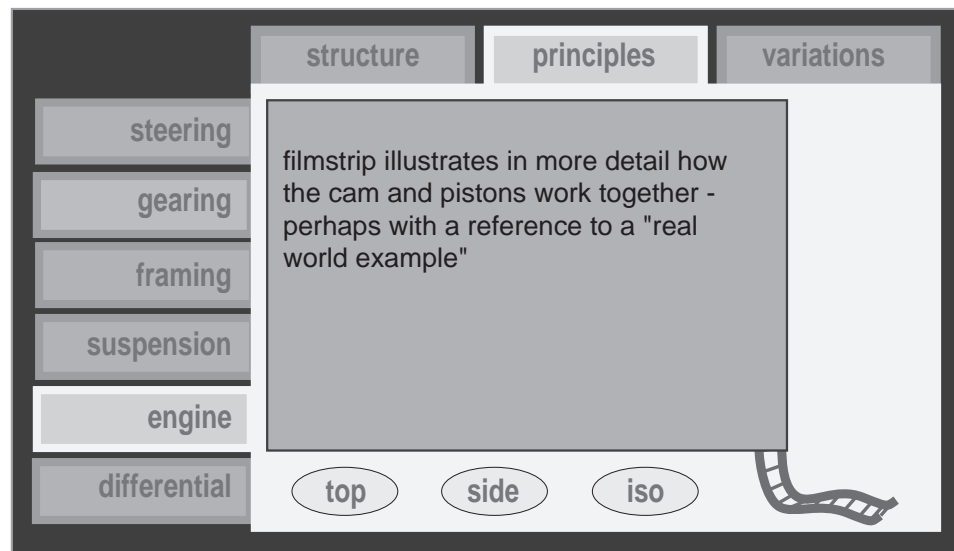 structure
principles
variations
steering
gearing
framing
suspension
engine
differential
filmstrip illustrates in more detail how
the cam and pistons work together -
perhaps with a reference to a "real
world example"
top
side
iso